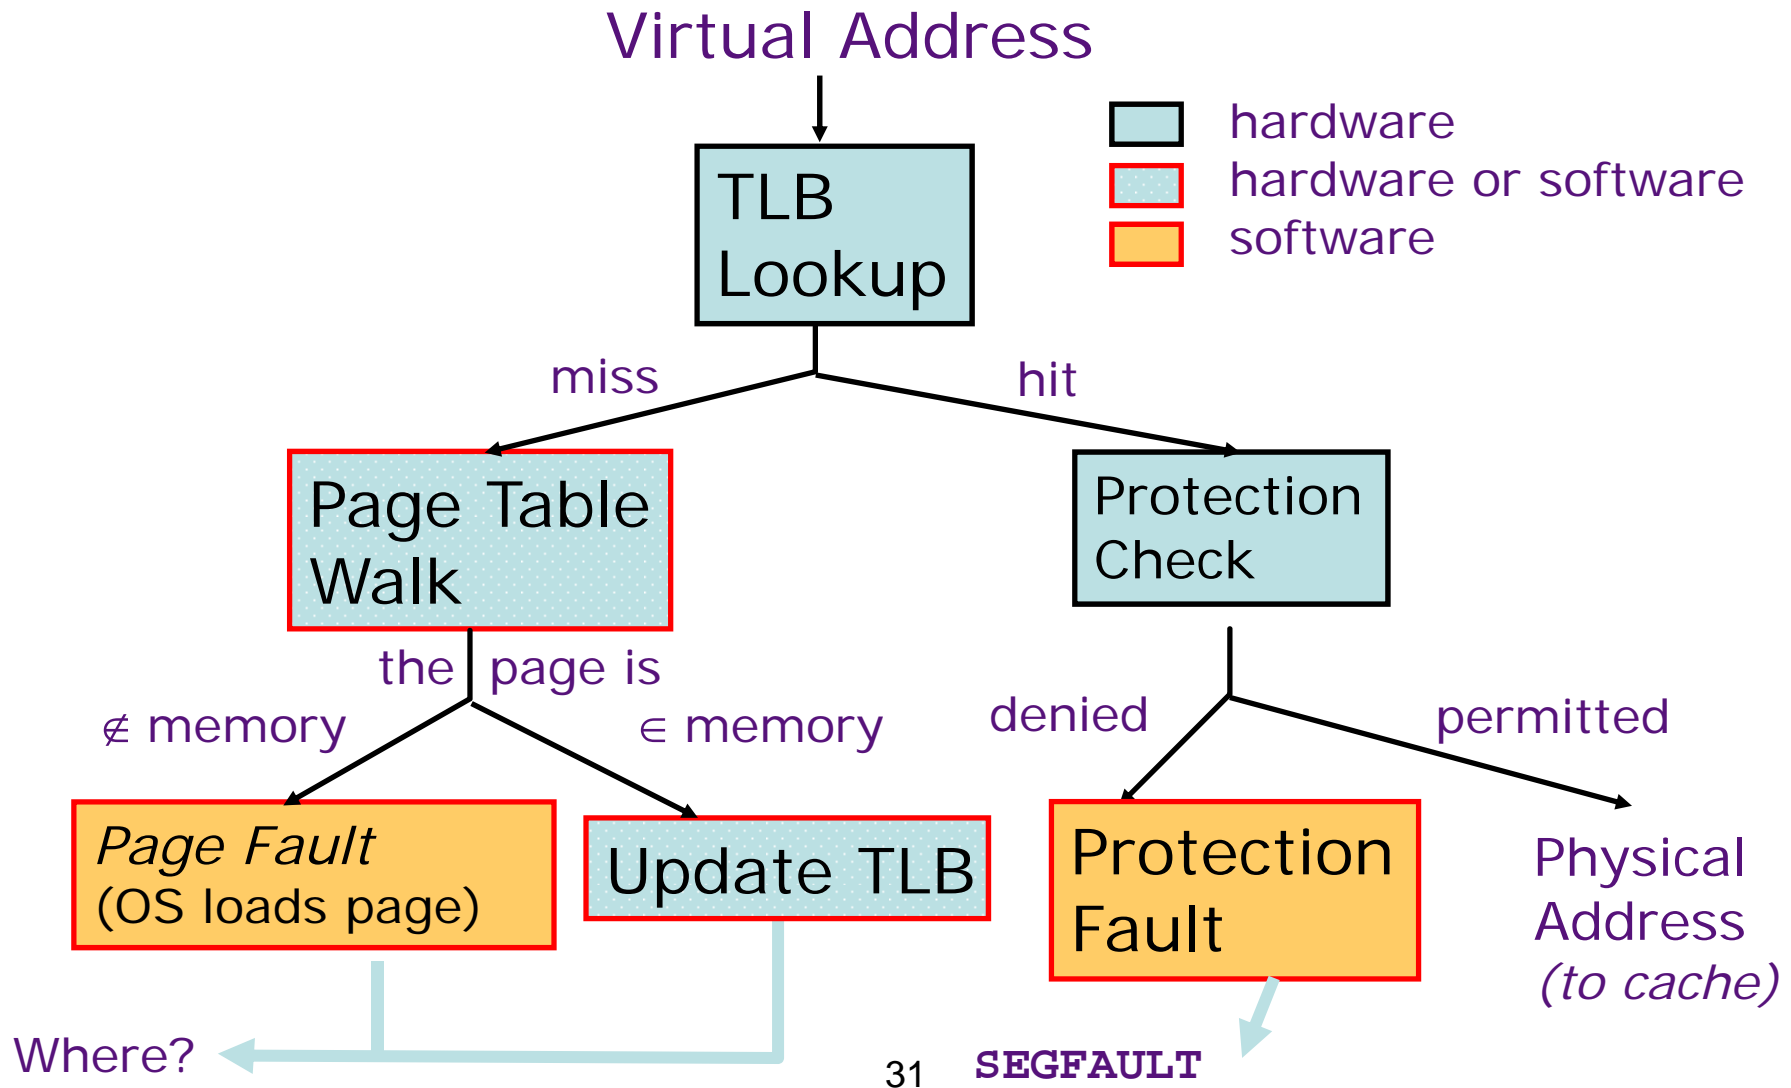 Virtual Address
hardware
hardware or software
software
TLB
Lookup
miss
hit
Page Table
Walk
Protection
Check
the page is
∉ memory
∈ memory
denied
permitted
Page Fault
(OS loads page)
Update TLB
Protection
Fault
Physical
Address
(to cache)
Where?
31
SEGFAULT